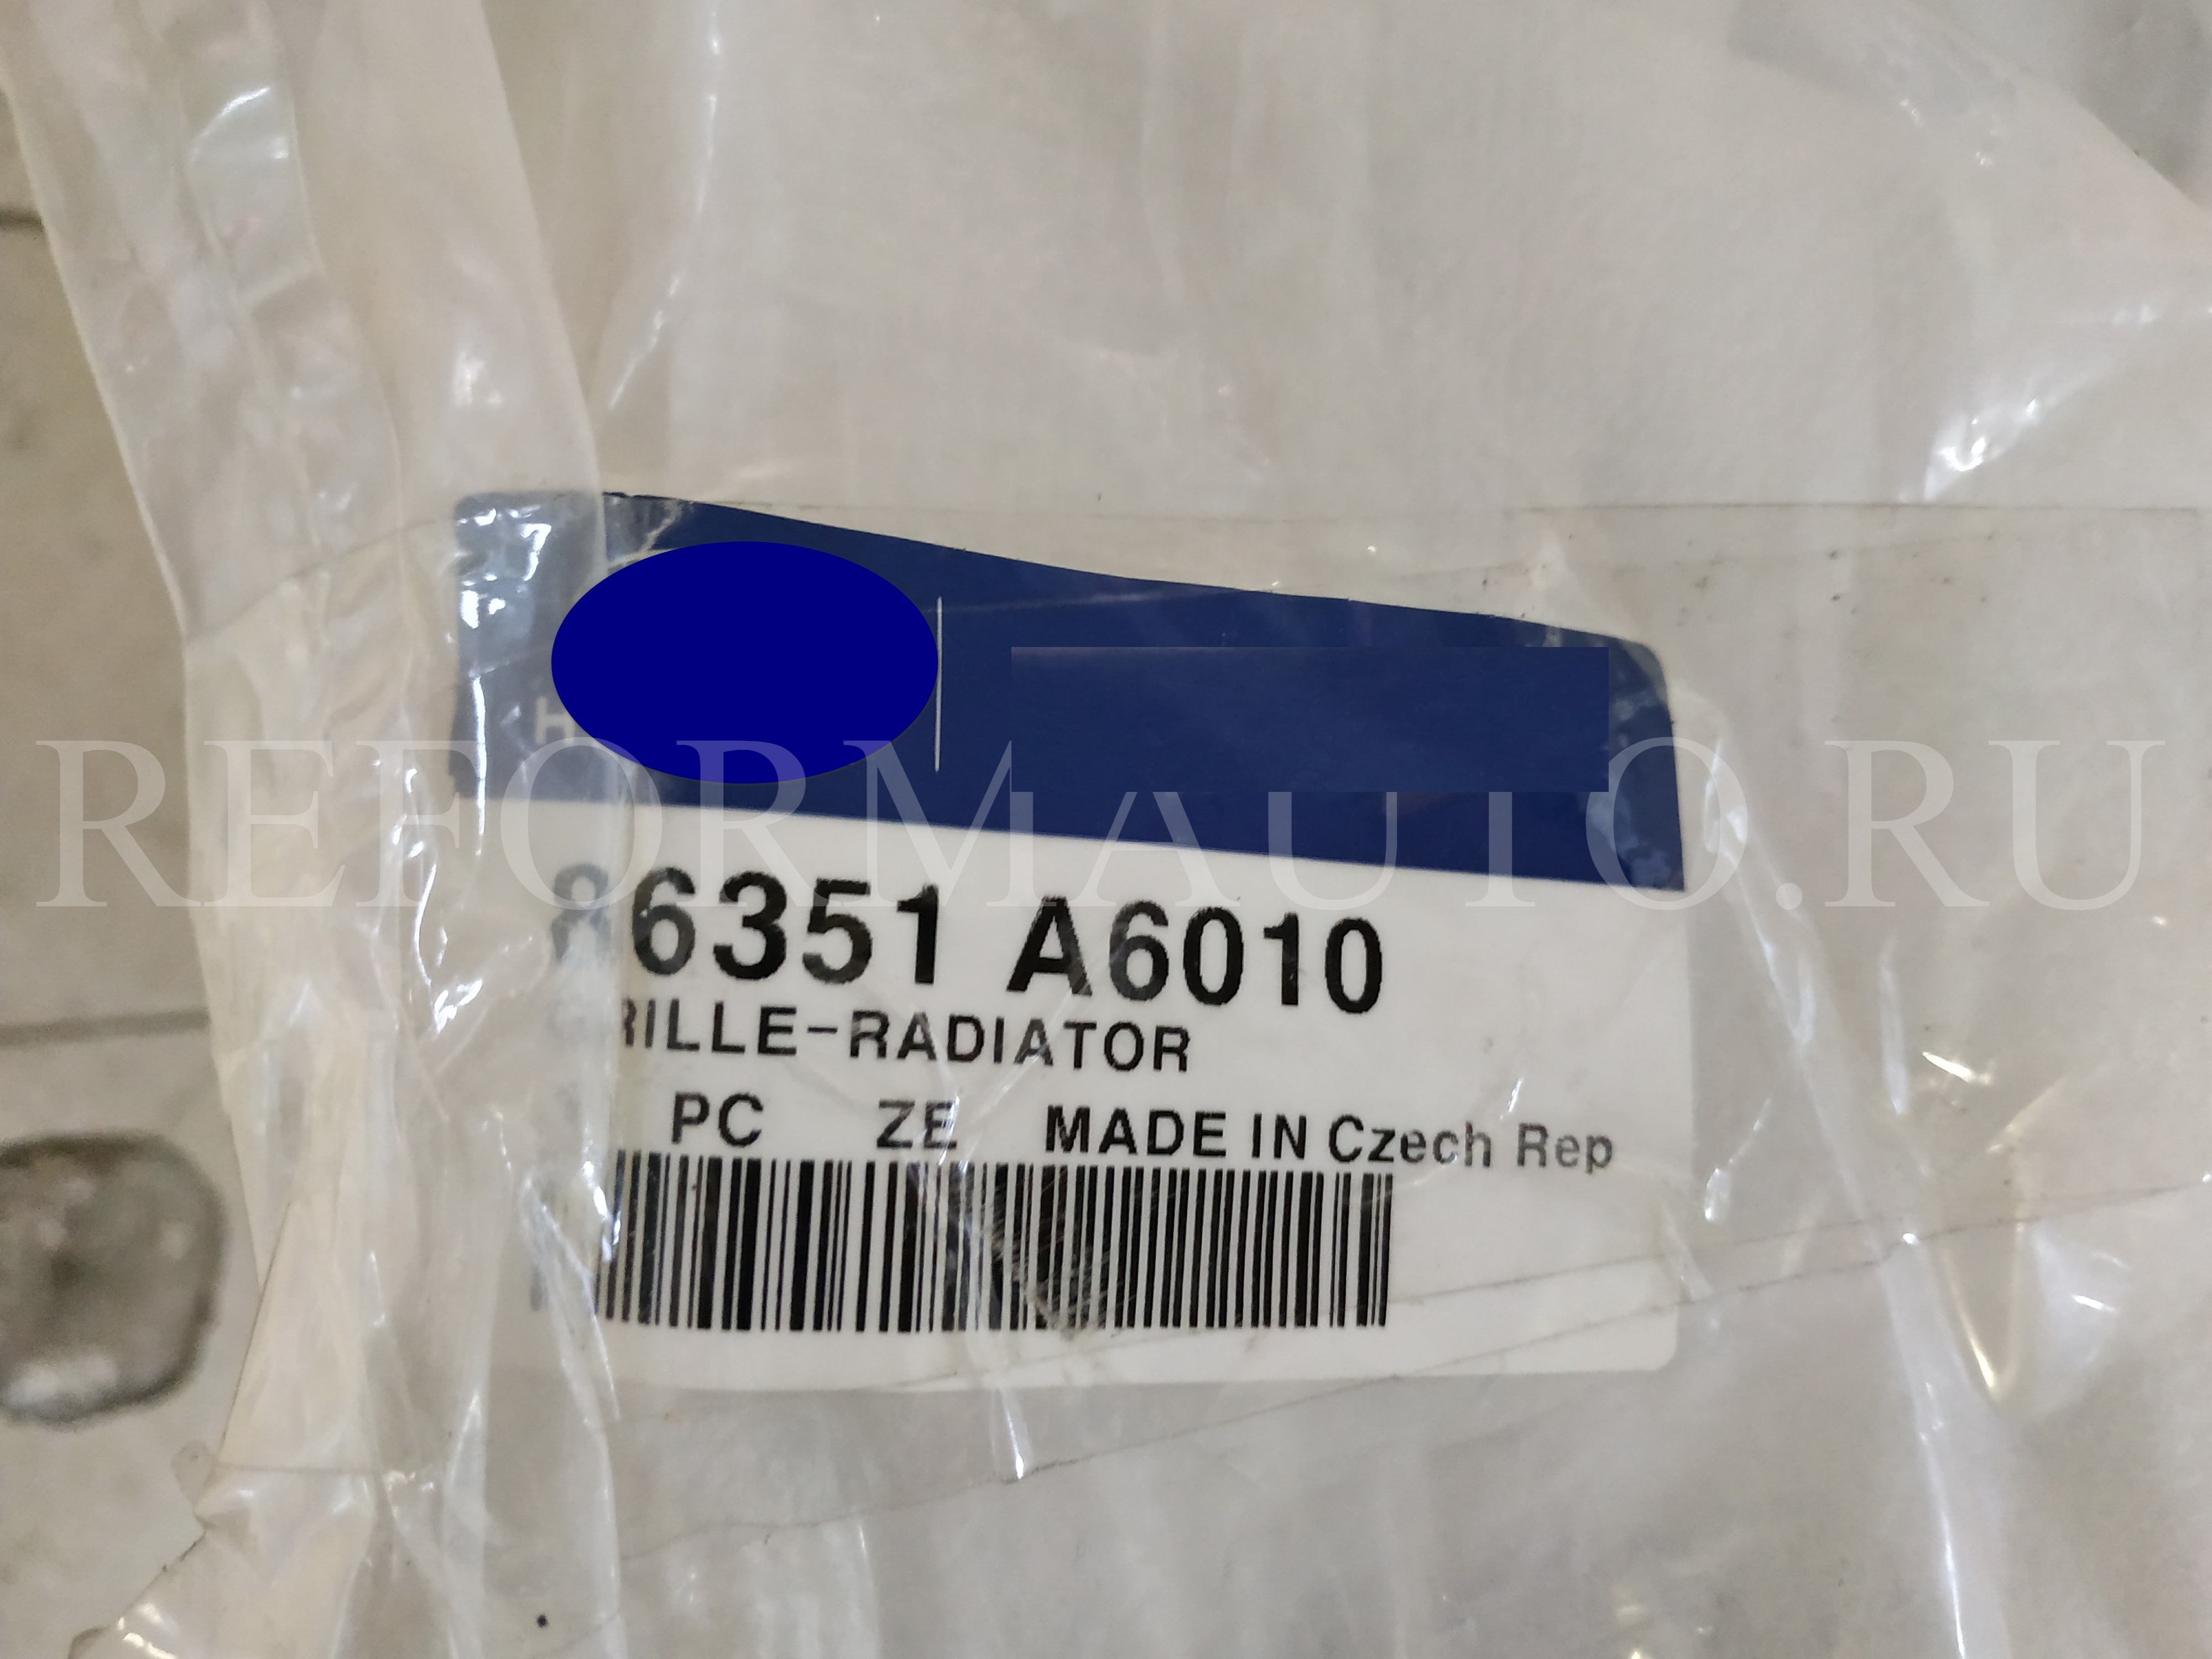 H
REFORMAUTO.RU
86351 A6010
RILLE-RADIATOR
PC ZE MADE IN Czech Rep